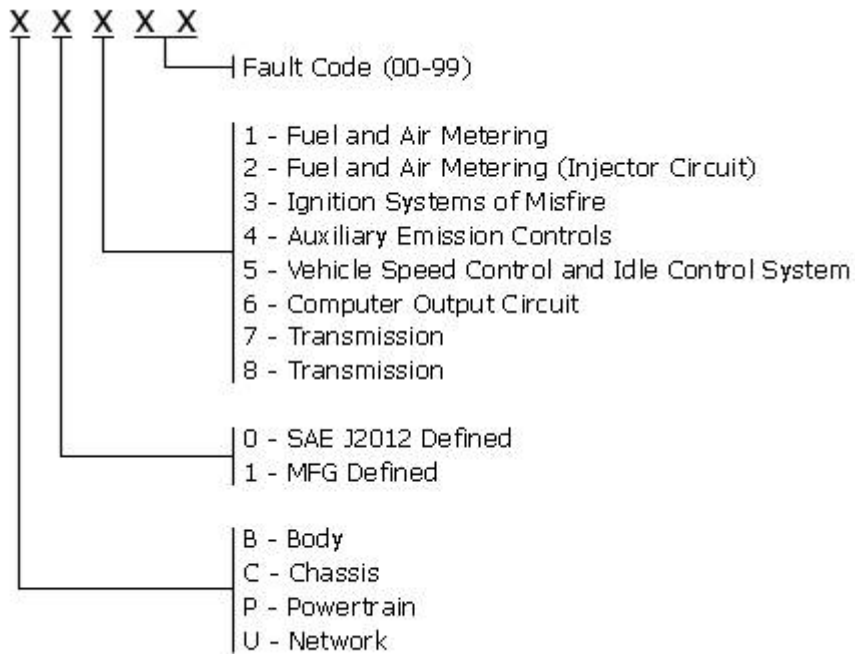 X X X X X
Fault Code (00-99)
1 - Fuel and Air Metering
2 - Fuel and Air Metering (Injector Circuit)
3 - Ignition Systems of Misfire
4 - Auxiliary Emission Controls
5 - Vehicle Speed Control and Idle Control System
6 - Computer Output Circuit
7 - Transmission
8 - Transmission
0 - SAE J2012 Defined
1 - MFG Defined
B - Body
C - Chassis
P - Powertrain
U - Network